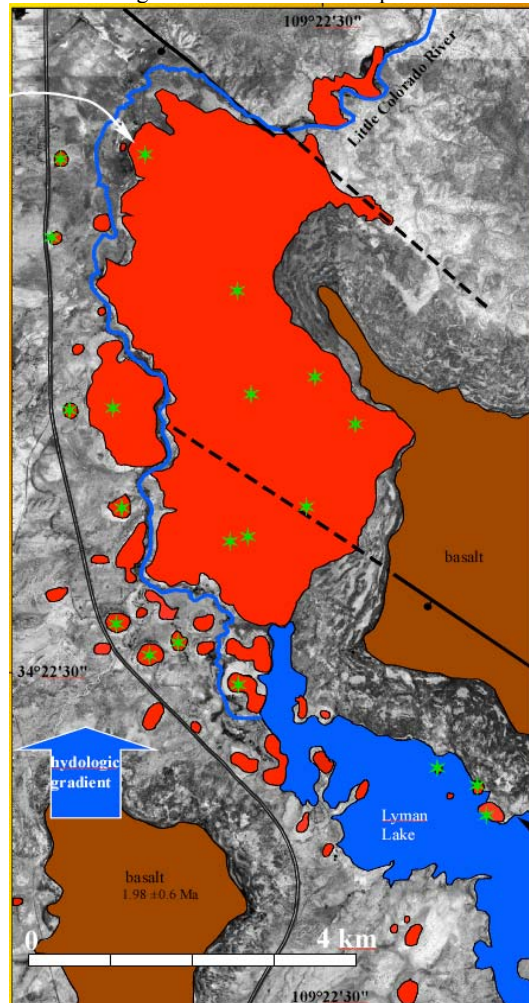 109°22'30"
Little Colorado River
basalt
34°22'30"
hydologic
gradient
Lyman
Lake
basalt
1.98 ±0.6 Ma
0
4 km
109°22'30"